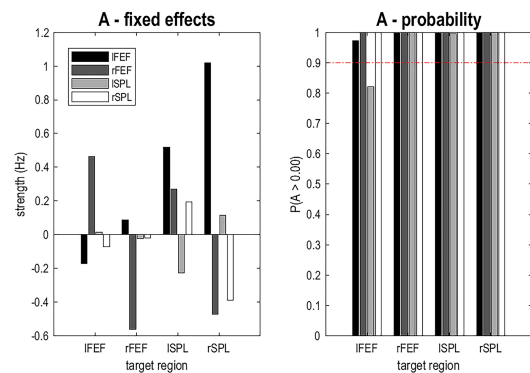 A - fixed effects
1.2
1
0.8
0.6
0.4
0.2
0
-0.2
-0.4
-0.6
strength (Hz)
lFEF
rFEF
lSPL
rSPL
lFEF rFEF lSPL rSPL
target region
A - probability
1
0.9
0.8
0.7
0.6
0.5
0.4
0.3
0.2
0.1
0
P(A > 0.00)
lFEF rFEF lSPL rSPL
target region